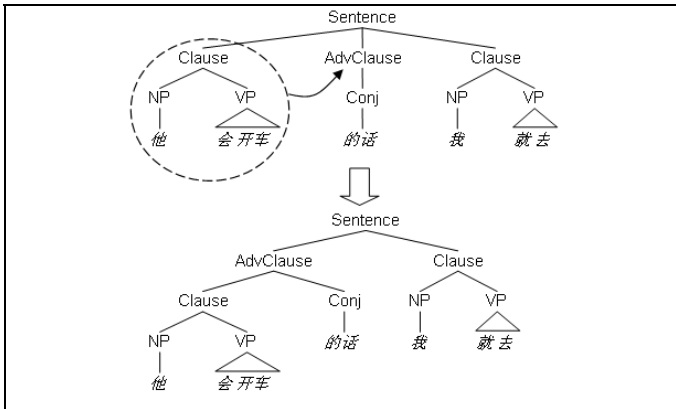 Sentence
Clause AdvClause Clause
NP VP Conj NP VP
他 会 开车 的话 我 就 去
Sentence
AdvClause Clause
Clause Conj NP VP
NP VP 的话 我 就 去
他 会 开车